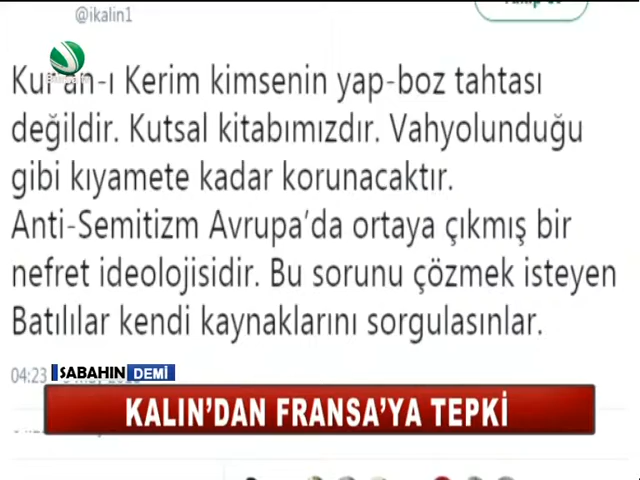 @ikalin1
Kur'an-ı Kerim kimsenin yap-boz tahtası
değildir. Kutsal kitabımızdır. Vahyolunduğu
gibi kıyamete kadar korunacaktır.
Anti-Semitizm Avrupa'da ortaya çıkmış bir
nefret ideolojisidir. Bu sorunu çözmek isteyen
Batılılar kendi kaynaklarını sorgulasınlar.
04:23
SABAHIN DEMİ
KALIN'DAN FRANSA'YA TEPKİ